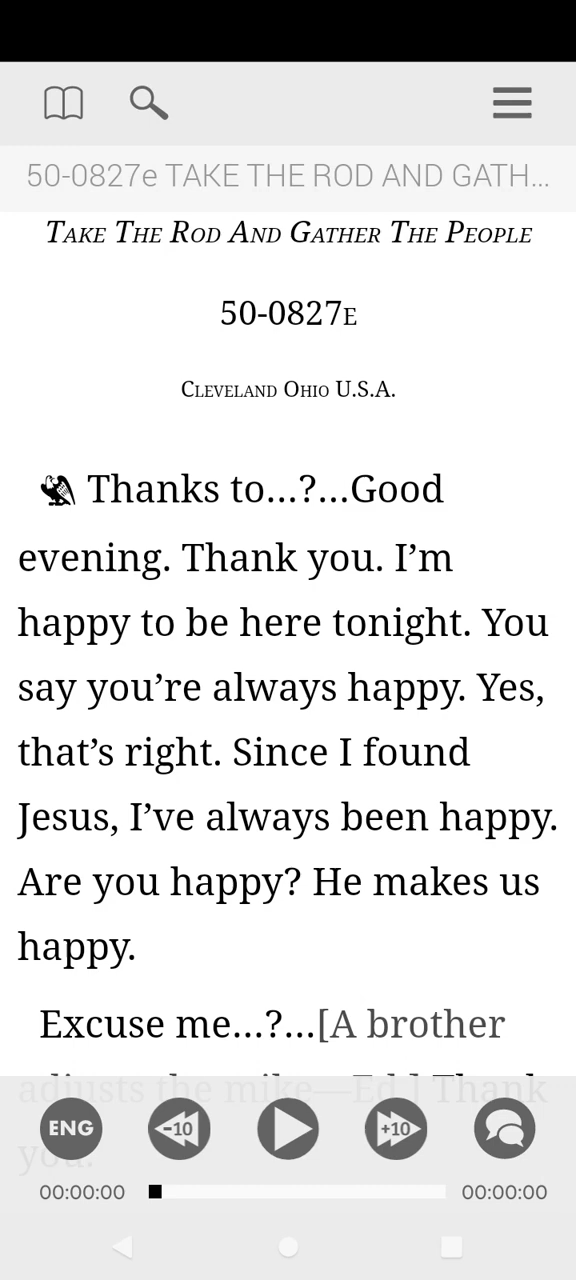 50-0827e TAKE THE ROD AND GATH...
TAKE THE ROD AND GATHER THE PEOPLE
50-0827E
CLEVELAND OHIO U.S.A.
Thanks to...?...Good
evening. Thank you. I’m
happy to be here tonight. You
say you’re always happy. Yes,
that’s right. Since I found
Jesus, I’ve always been happy.
Are you happy? He makes us
happy.
Excuse me...?...[A brother
adjusts the mike—Ed.] Thank
you.
ENG -10 +10
00:00:00 00:00:00